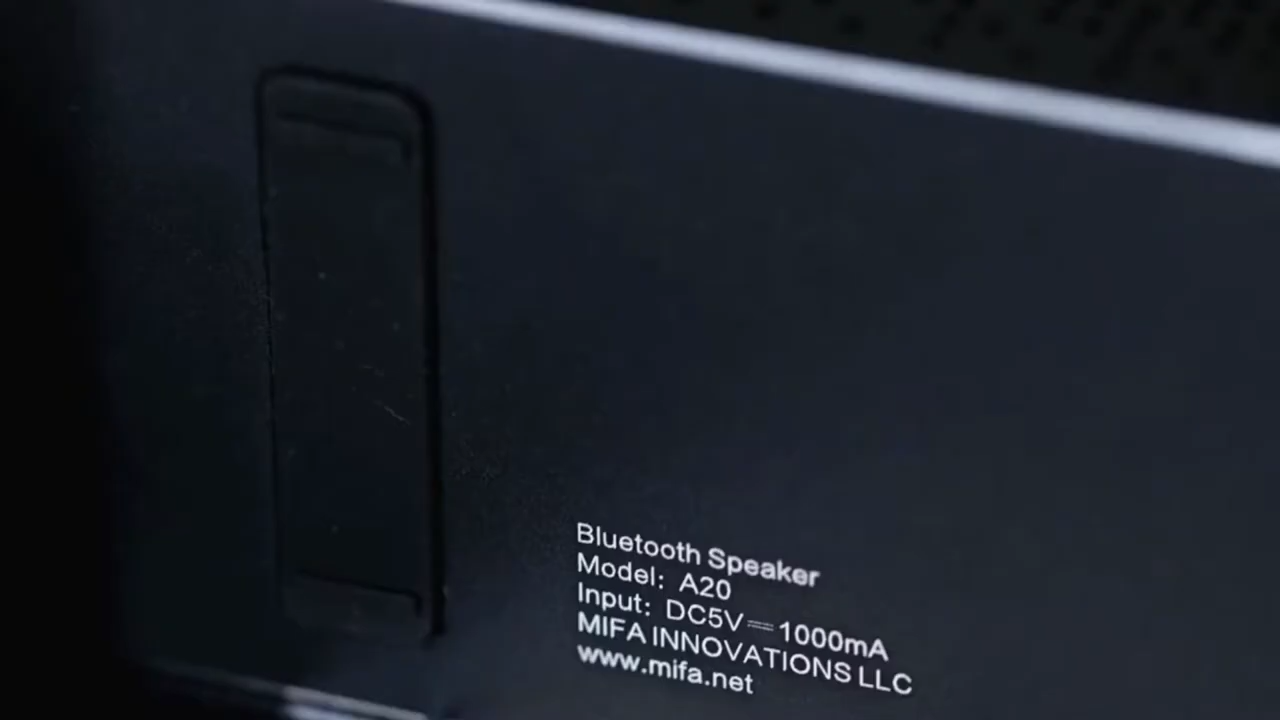 Bluetooth Speaker
Model: A20
Input: DC5V⎓1000mA
MIFA INNOVATIONS LLC
www.mifa.net